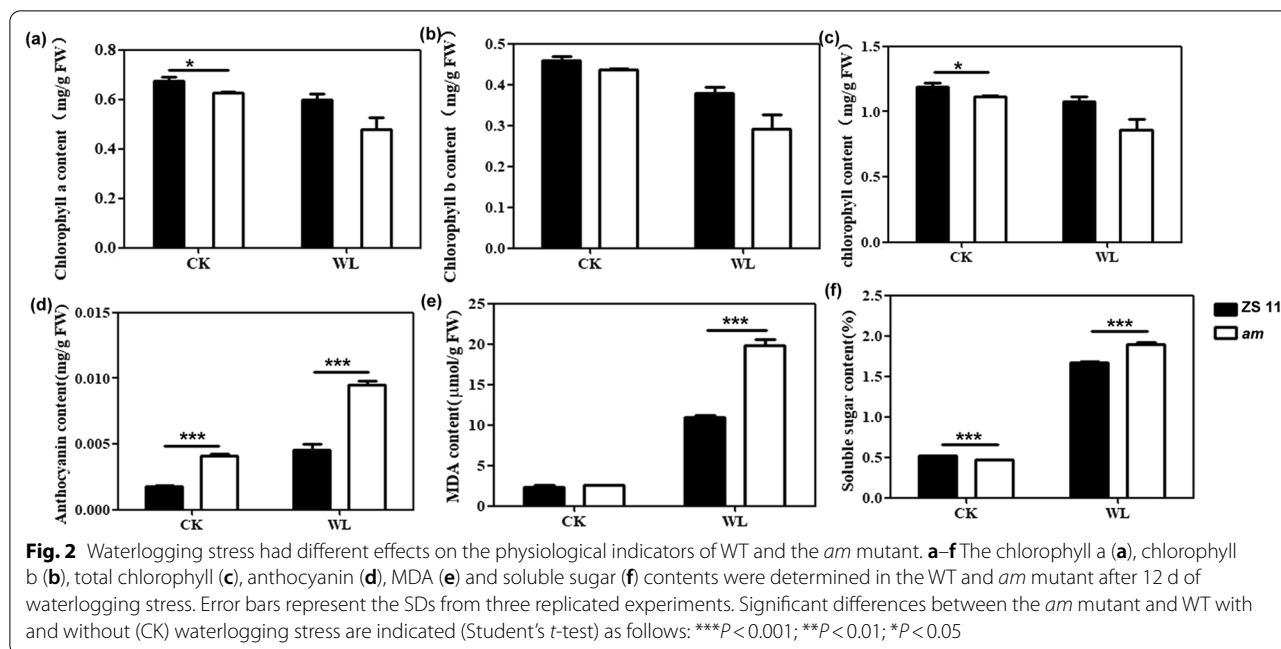 (a)
Chlorophyll a content（mg/g FW）
0.8
0.6
0.4
0.2
0.0
*
CK
WL
(b)
Chlorophyll b content（mg/g FW）
0.5
0.4
0.3
0.2
0.1
0.0
CK
WL
(c)
chlorophyll content（mg/g FW）
1.5
1.0
0.5
0.0
*
CK
WL
(d)
Anthocyanin content(mg/g FW)
0.015
0.010
0.005
0.000
***
***
CK
WL
(e)
MDA content(μmol/g FW)
25
20
15
10
5
0
***
CK
WL
(f)
Soluble sugar content(%)
2.5
2.0
1.5
1.0
0.5
0.0
***
***
CK
WL
ZS 11
am
Fig. 2 Waterlogging stress had different effects on the physiological indicators of WT and the am mutant. a–f The chlorophyll a (a), chlorophyll
b (b), total chlorophyll (c), anthocyanin (d), MDA (e) and soluble sugar (f) contents were determined in the WT and am mutant after 12 d of
waterlogging stress. Error bars represent the SDs from three replicated experiments. Significant differences between the am mutant and WT with
and without (CK) waterlogging stress are indicated (Student's t-test) as follows: ***P < 0.001; **P < 0.01; *P < 0.05